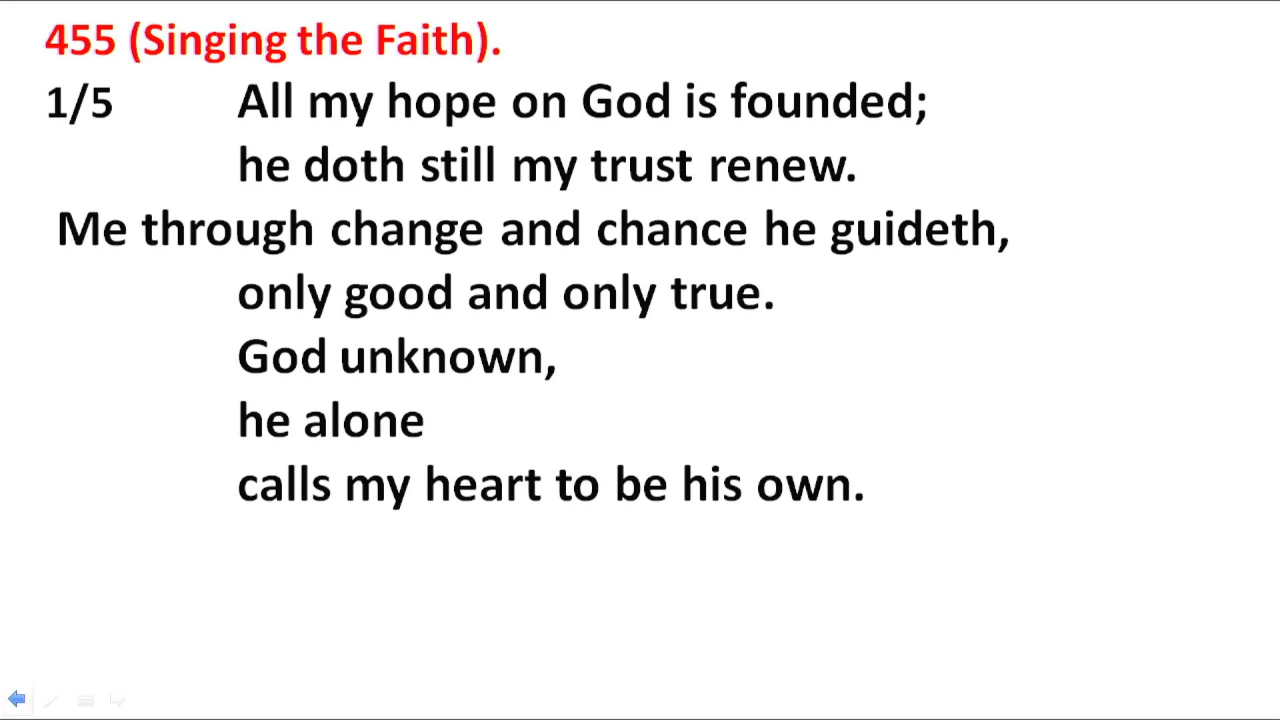 455 (Singing the Faith).
1/5 All my hope on God is founded;
he doth still my trust renew.
Me through change and chance he guideth,
only good and only true.
God unknown,
he alone
calls my heart to be his own.